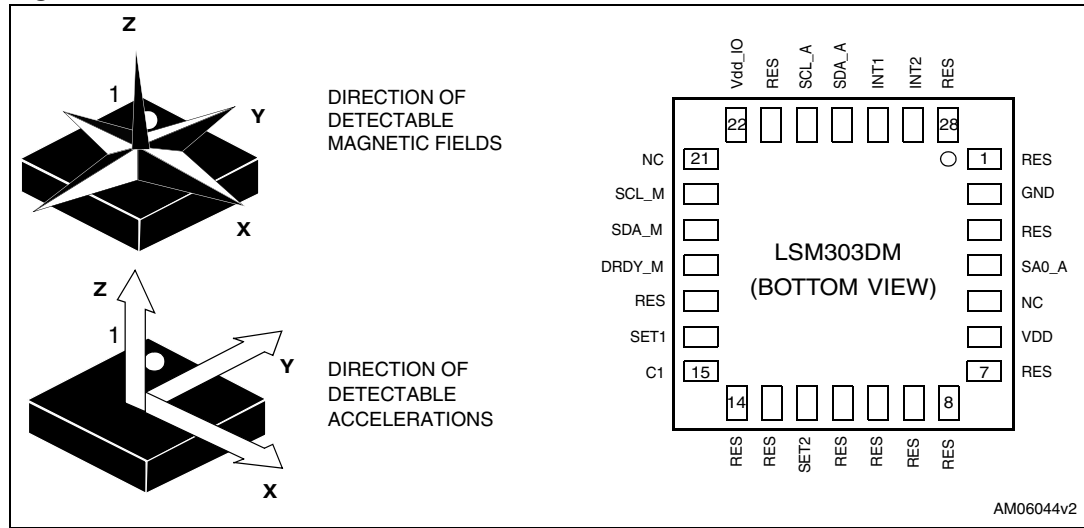 Z
1
Y
X
DIRECTION OF
DETECTABLE
MAGNETIC FIELDS
Z
1
Y
X
DIRECTION OF
DETECTABLE
ACCELERATIONS
Vdd_IO
RES
SCL_A
SDA_A
INT1
INT2
RES
22
28
NC
21
1
RES
SCL_M
GND
SDA_M
RES
DRDY_M
SA0_A
RES
NC
SET1
VDD
C1
15
7
RES
LSM303DM
(BOTTOM VIEW)
14
8
RES
RES
SET2
RES
RES
RES
RES
AM06044v2